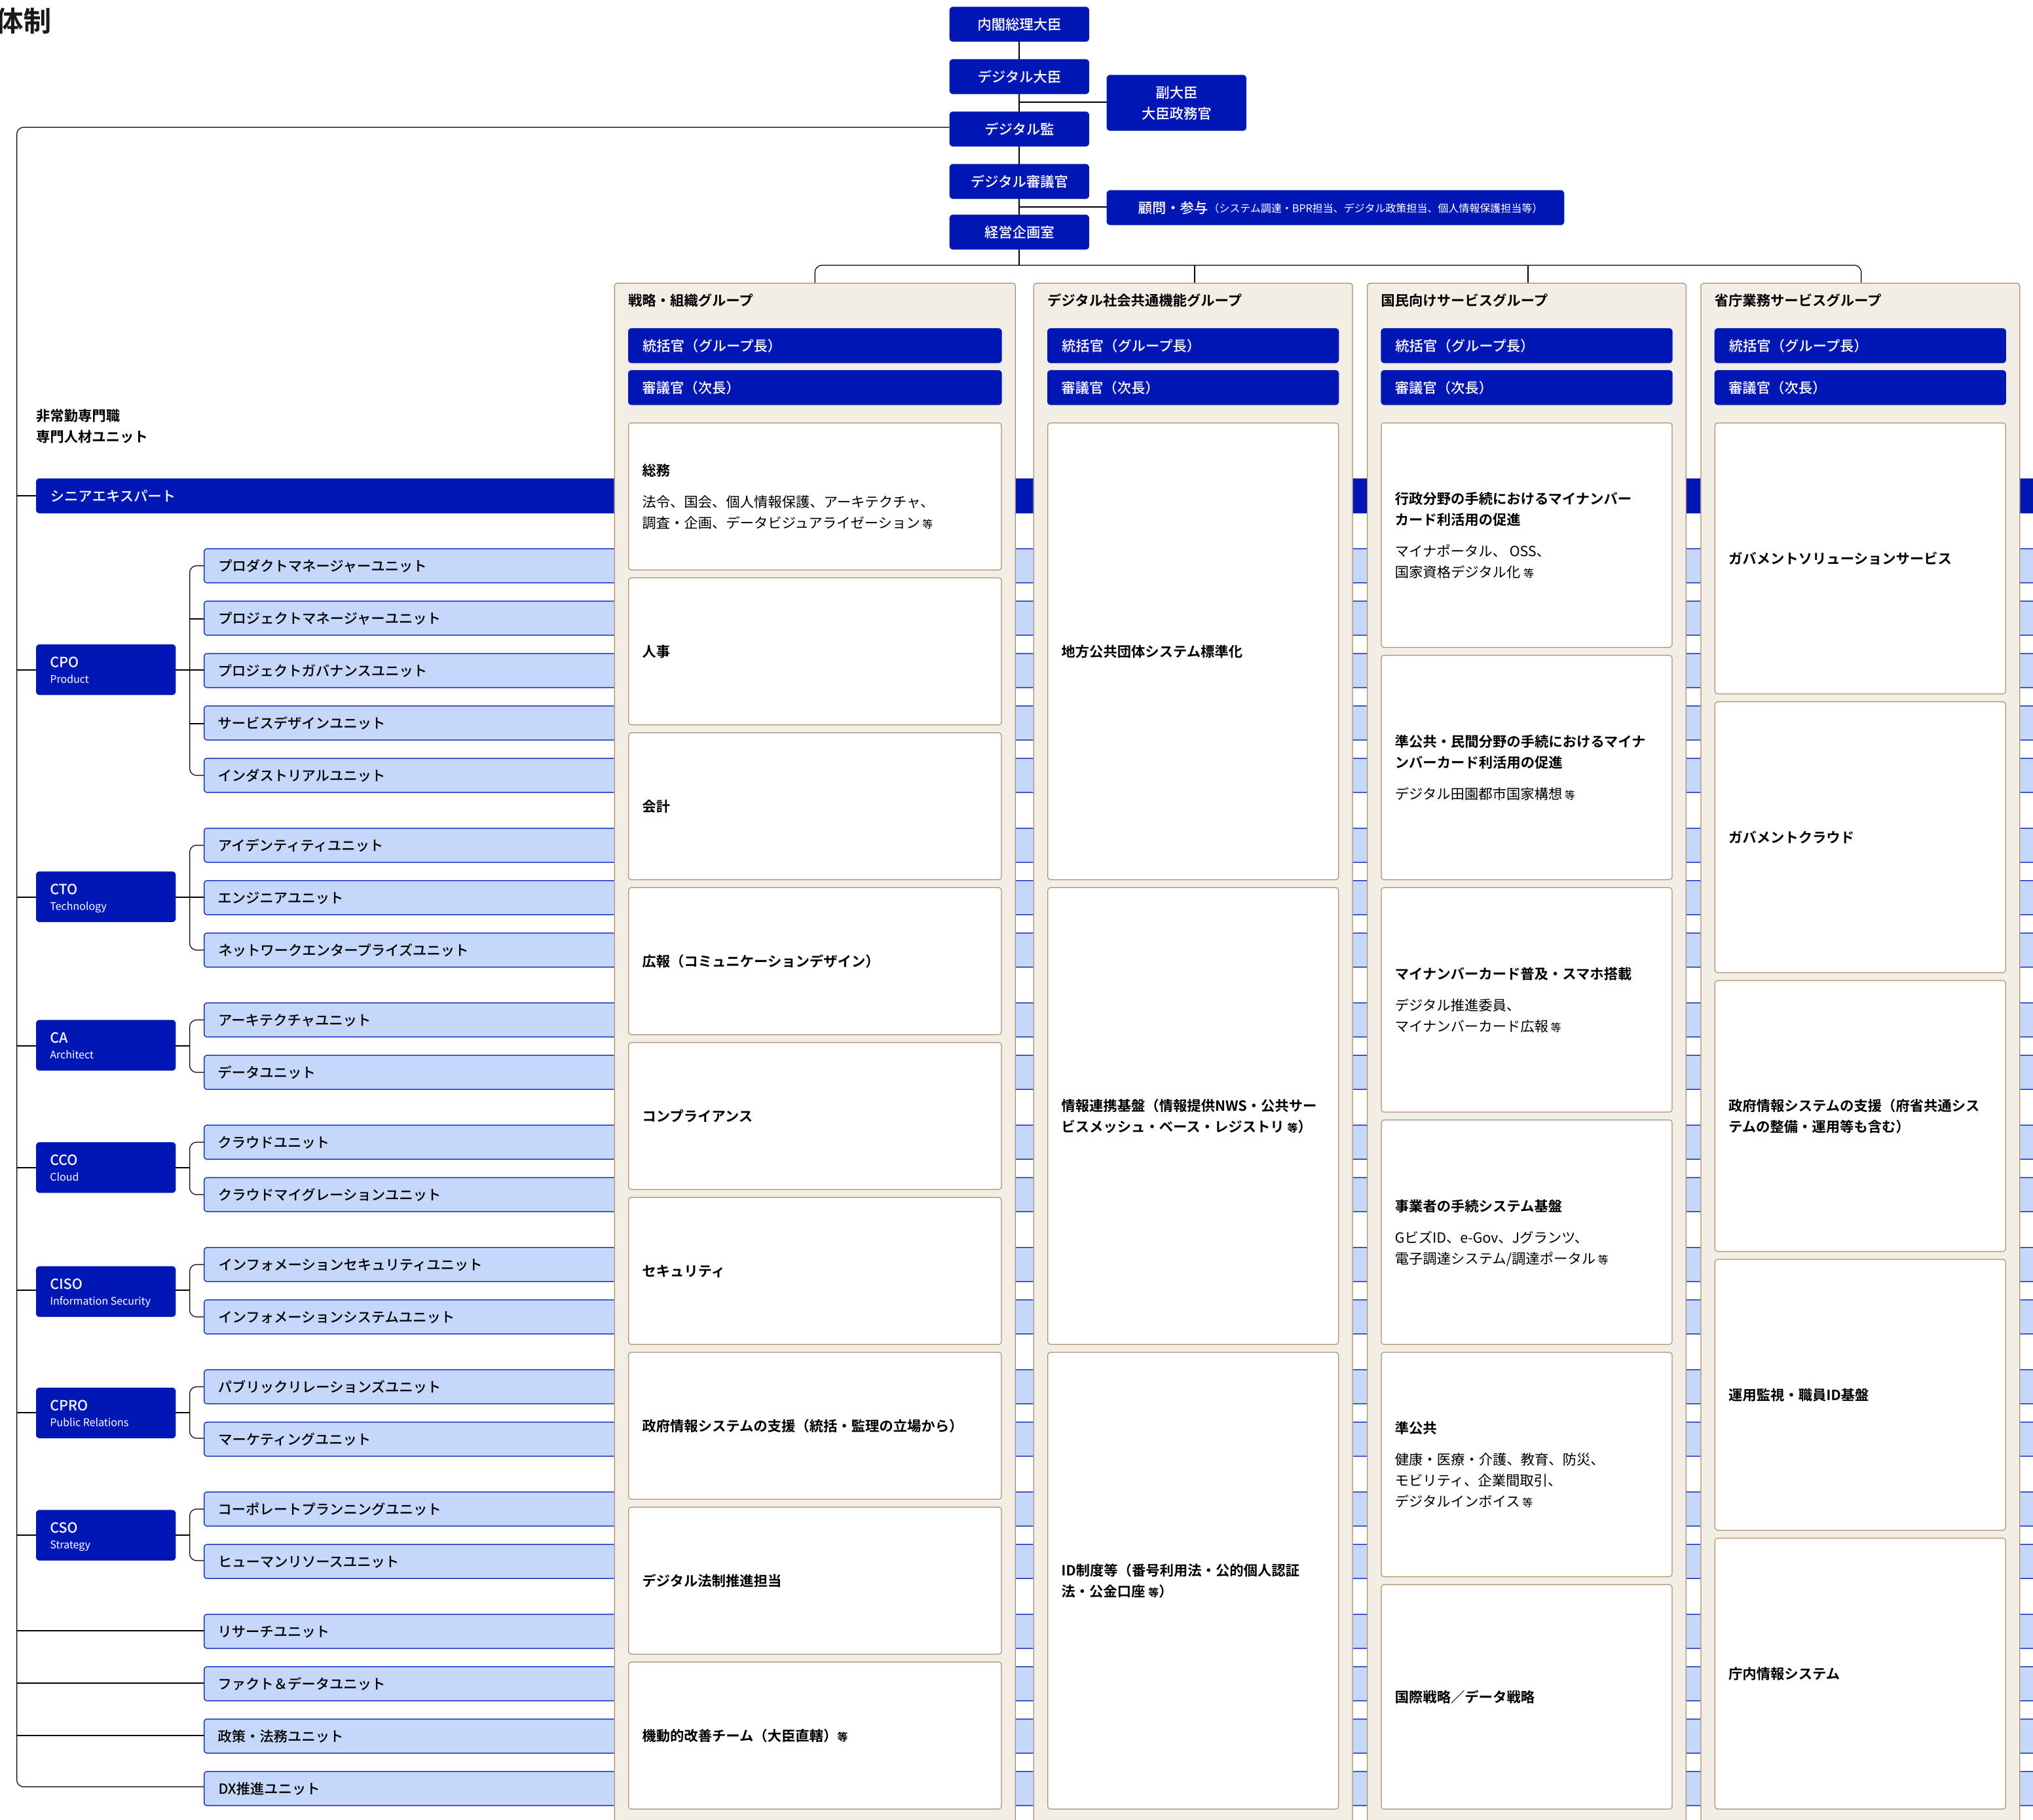 体制
内閣総理大臣
デジタル大臣
副大臣
大臣政務官
デジタル監
デジタル審議官
顧問・参与（システム調達・BPR担当、デジタル政策担当、個人情報保護担当等）
経営企画室
非常勤専門職
専門人材ユニット
シニアエキスパート
CPO
Product
プロダクトマネージャーユニット
プロジェクトマネージャーユニット
プロジェクトガバナンスユニット
サービスデザインユニット
インダストリアルユニット
CTO
Technology
アイデンティティユニット
エンジニアユニット
ネットワークエンタープライズユニット
CA
Architect
アーキテクチャユニット
データユニット
CCO
Cloud
クラウドユニット
クラウドマイグレーションユニット
CISO
Information Security
インフォメーションセキュリティユニット
インフォメーションシステムユニット
CPRO
Public Relations
パブリックリレーションズユニット
マーケティングユニット
CSO
Strategy
コーポレートプランニングユニット
ヒューマンリソースユニット
リサーチユニット
ファクト＆データユニット
政策・法務ユニット
DX推進ユニット
戦略・組織グループ
統括官（グループ長）
審議官（次長）
総務
法令、国会、個人情報保護、アーキテクチャ、
調査・企画、データビジュアライゼーション 等
人事
会計
広報（コミュニケーションデザイン）
コンプライアンス
セキュリティ
政府情報システムの支援（統括・監理の立場から）
デジタル法制推進担当
機動的改善チーム（大臣直轄）等
デジタル社会共通機能グループ
統括官（グループ長）
審議官（次長）
地方公共団体システム標準化
情報連携基盤（情報提供NWS・公共サー
ビスメッシュ・ベース・レジストリ 等）
ID制度等（番号利用法・公的個人認証
法・公金口座 等）
国民向けサービスグループ
統括官（グループ長）
審議官（次長）
行政分野の手続におけるマイナンバー
カード利活用の促進
マイナポータル、 OSS、
国家資格デジタル化 等
準公共・民間分野の手続におけるマイナ
ンバーカード利活用の促進
デジタル田園都市国家構想 等
マイナンバーカード普及・スマホ搭載
デジタル推進委員、
マイナンバーカード広報 等
事業者の手続システム基盤
GビズID、e-Gov、Jグランツ、
電子調達システム/調達ポータル 等
準公共
健康・医療・介護、教育、防災、
モビリティ、企業間取引、
デジタルインボイス 等
国際戦略／データ戦略
省庁業務サービスグループ
統括官（グループ長）
審議官（次長）
ガバメントソリューションサービス
ガバメントクラウド
政府情報システムの支援（府省共通シス
テムの整備・運用等も含む）
運用監視・職員ID基盤
庁内情報システム